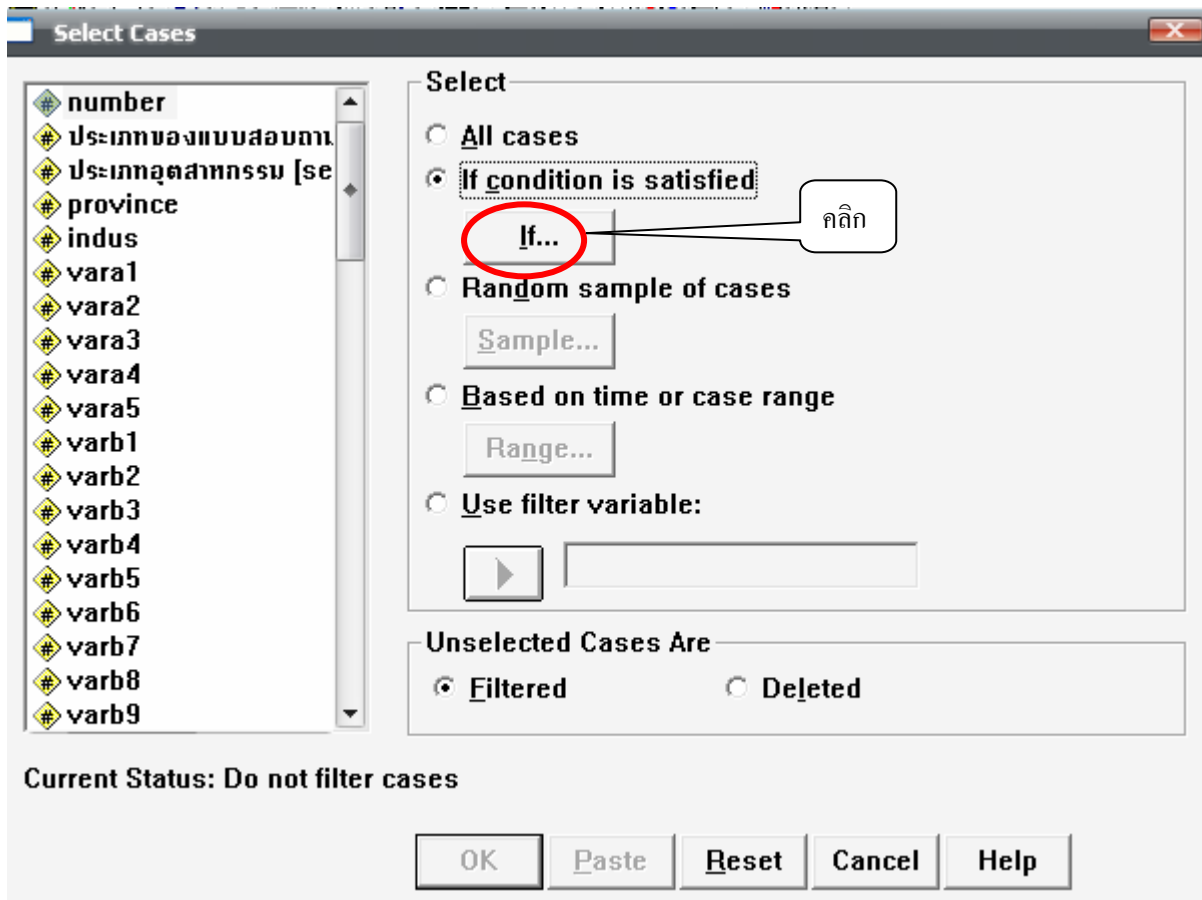 Select Cases
number
ประเภทของแบบสอบถาม
ประเภทอุตสาหกรรม [se
province
indus
vara1
vara2
vara3
vara4
vara5
varb1
varb2
varb3
varb4
varb5
varb6
varb7
varb8
varb9
Select
All cases
If condition is satisfied
If...
คลิก
Random sample of cases
Sample...
Based on time or case range
Range...
Use filter variable:
Unselected Cases Are
Filtered
Deleted
Current Status: Do not filter cases
OK
Paste
Reset
Cancel
Help